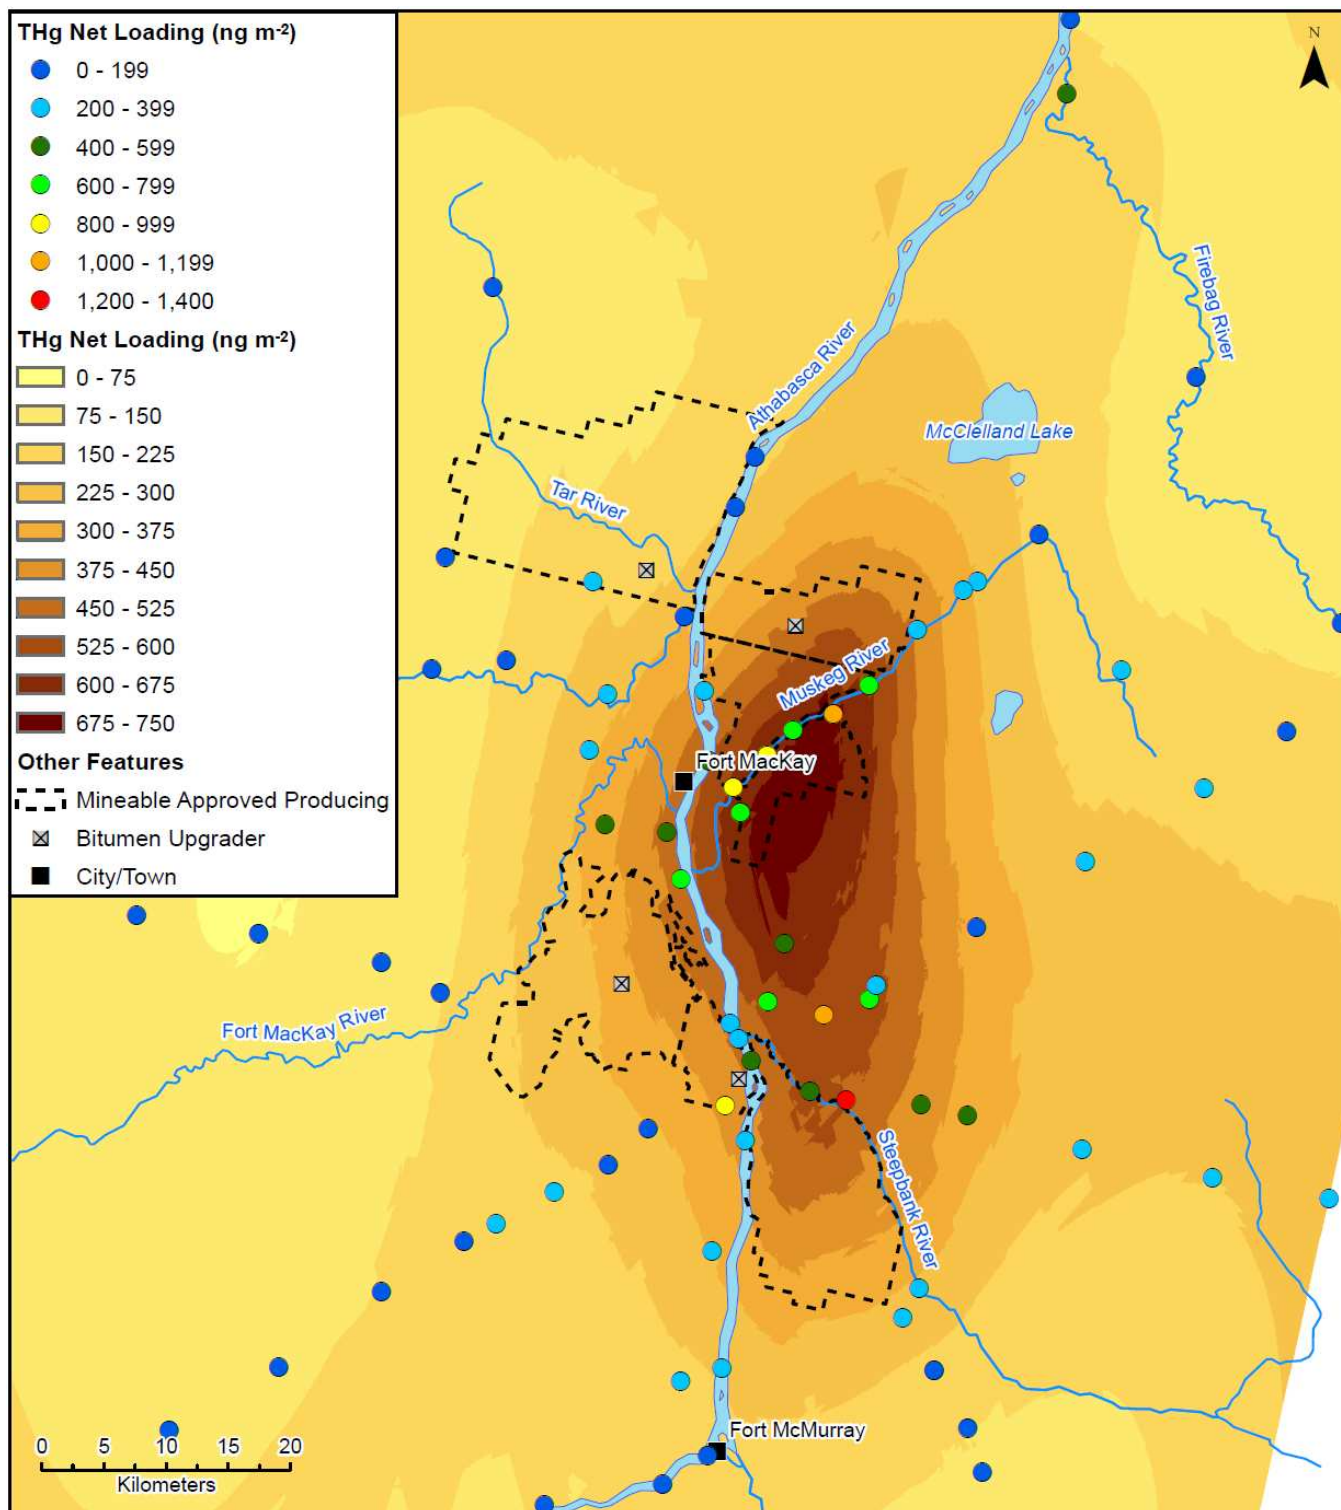 THg Net Loading (ng m-2)
0 - 199
200 - 399
400 - 599
600 - 799
800 - 999
1,000 - 1,199
1,200 - 1,400
THg Net Loading (ng m-2)
0 - 75
75 - 150
150 - 225
225 - 300
300 - 375
375 - 450
450 - 525
525 - 600
600 - 675
675 - 750
Other Features
Mineable Approved Producing
Bitumen Upgrader
City/Town
N
Firebag River
Athabasca River
McClelland Lake
Tar River
Muskeg River
Fort MacKay
Fort MacKay River
Steepbank River
Fort McMurray
0 5 10 15 20
Kilometers